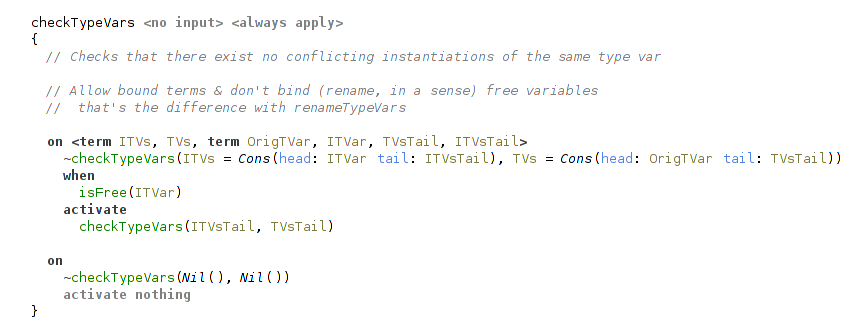 checkTypeVars <no input> <always apply>
{
// Checks that there exist no conflicting instantiations of the same type var
// Allow bound terms & don't bind (rename, in a sense) free variables
//  that's the difference with renameTypeVars
on <term ITVs, TVs, term OrigTVar, ITVar, TVsTail, ITVsTail>
~checkTypeVars(ITVs = Cons(head: ITVar tail: ITVsTail), TVs = Cons(head: OrigTVar tail: TVsTail))
when
isFree(ITVar)
activate
checkTypeVars(ITVsTail, TVsTail)
on
~checkTypeVars(Nil(), Nil())
activate nothing
}